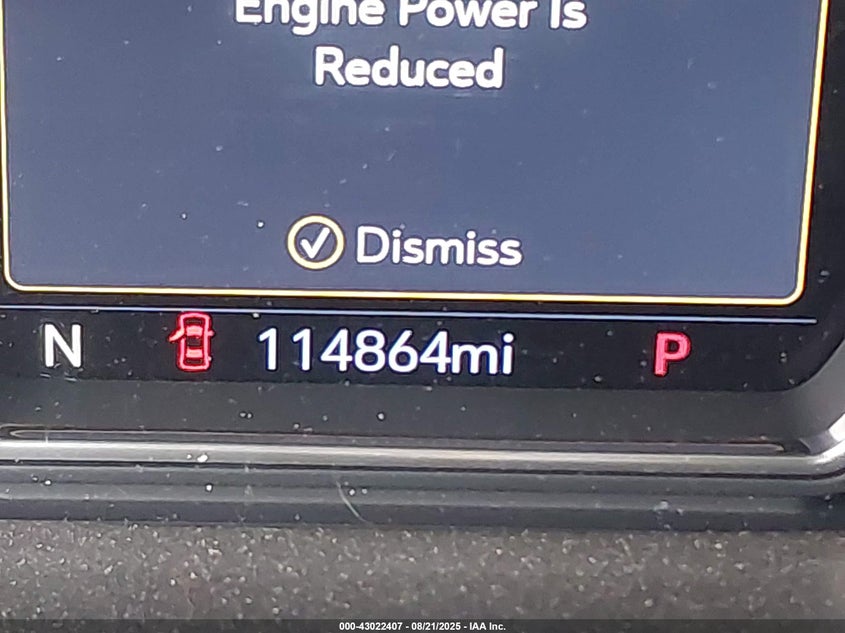 Engine Power Is
Reduced
Dismiss
N 114864mi P
000-43022407 - 08/21/2025 - IAA Inc.